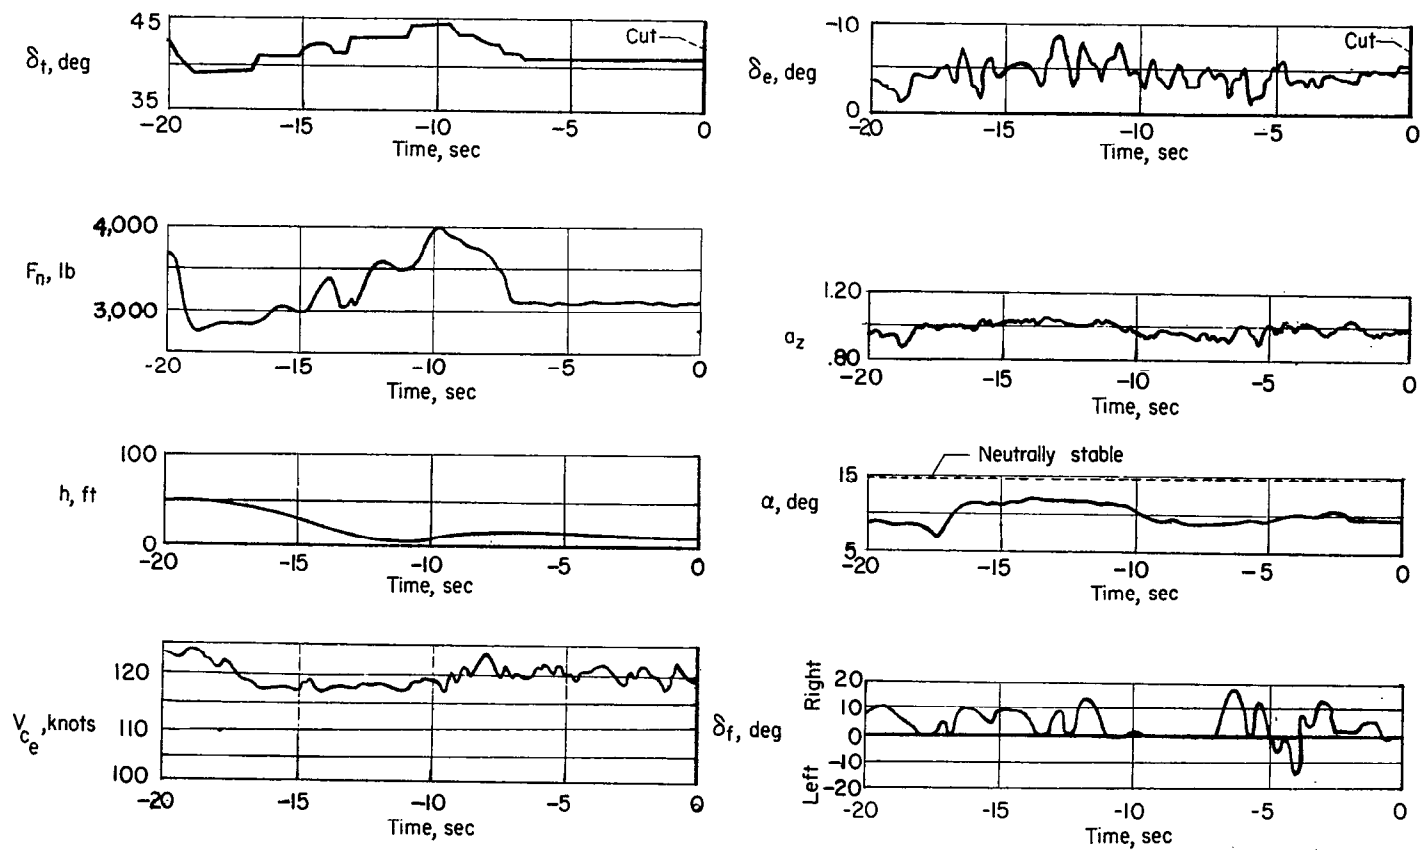 45
δt, deg
Cut
35
-20 -15 -10 -5 0
Time, sec
-10
δe, deg
Cut
0
-20 -15 -10 -5 0
Time, sec
4,000
Fn, lb
3,000
-20 -15 -10 -5 0
Time, sec
1.20
az
.80
-20 -15 -10 -5 0
Time, sec
100
h, ft
0
-20 -15 -10 -5 0
Time, sec
Neutrally stable
15
α, deg
5
-20 -15 -10 -5 0
Time, sec
120
Vce, knots
110
100
-20 -15 -10 -5 0
Time, sec
Right
20
10
δf, deg
0
-10
Left
-20
-20 -15 -10 -5 0
Time, sec